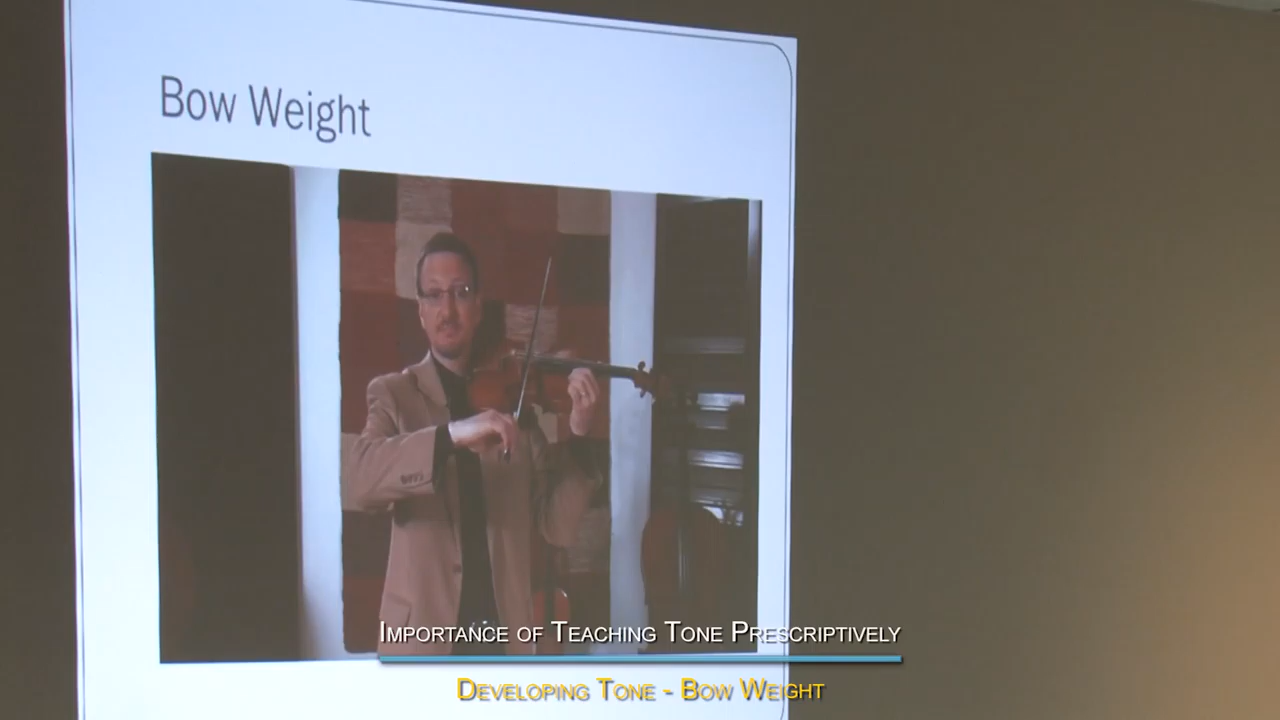 Bow Weight
Importance of Teaching Tone Prescriptively
Developing Tone - Bow Weight